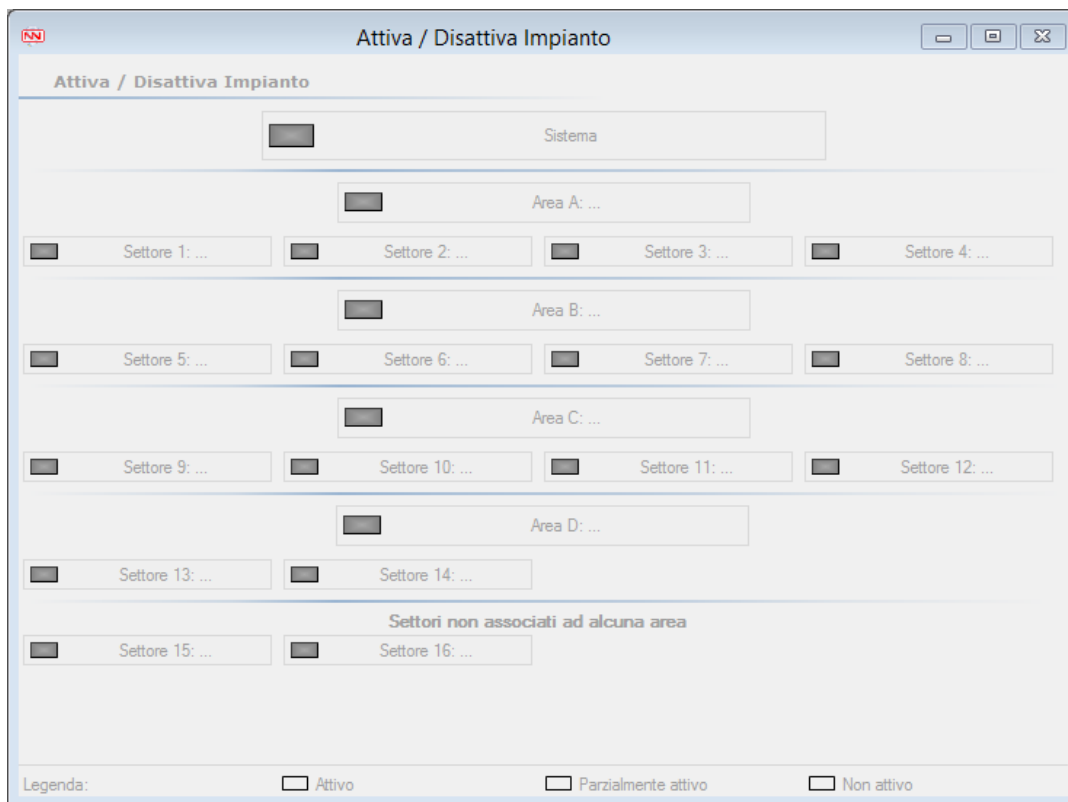 Attiva / Disattiva Impianto
Attiva / Disattiva Impianto
Sistema
Area A: ...
Settore 1: ... Settore 2: ... Settore 3: ... Settore 4: ...
Area B: ...
Settore 5: ... Settore 6: ... Settore 7: ... Settore 8: ...
Area C: ...
Settore 9: ... Settore 10: ... Settore 11: ... Settore 12: ...
Area D: ...
Settore 13: ... Settore 14: ...
Settori non associati ad alcuna area
Settore 15: ... Settore 16: ...
Legenda: Attivo Parzialmente attivo Non attivo